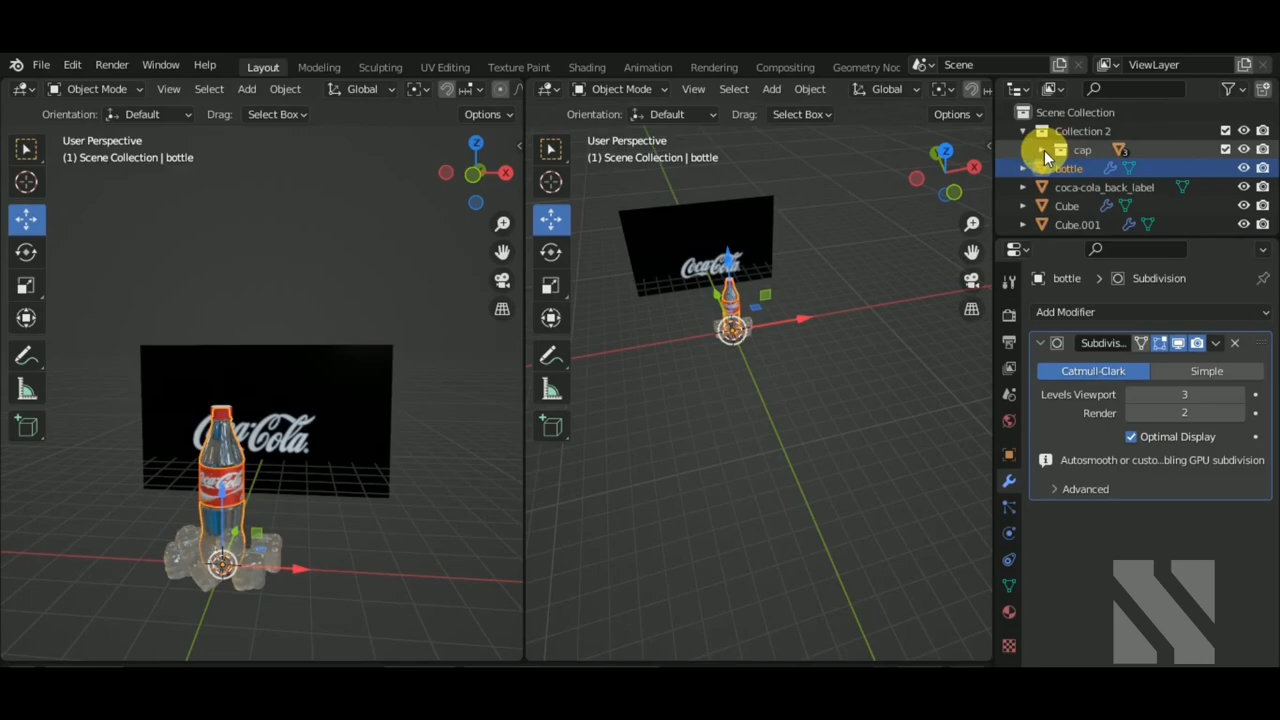 File Edit Render Window Help Layout Modeling Sculpting UV Editing Texture Paint Shading Animation Rendering Compositing Geometry Noc Scene ViewLayer
Object Mode View Select Add Object Global
Object Mode View Select Add Object Global
Orientation: Default Drag: Select Box Options
Orientation: Default Drag: Select Box Options
User Perspective
(1) Scene Collection | bottle
Z
X
Coca-Cola
Coca-Cola
User Perspective
(1) Scene Collection | bottle
Z
Y
X
Coca-Cola
Scene Collection
Collection 2
cap 3
bottle
coca-cola_back_label
Cube
Cube.001
bottle > Subdivision
Add Modifier
Subdivis...
Catmull-Clark Simple
Levels Viewport 3
Render 2
Optimal Display
Autosmooth or custo...bling GPU subdivision
Advanced